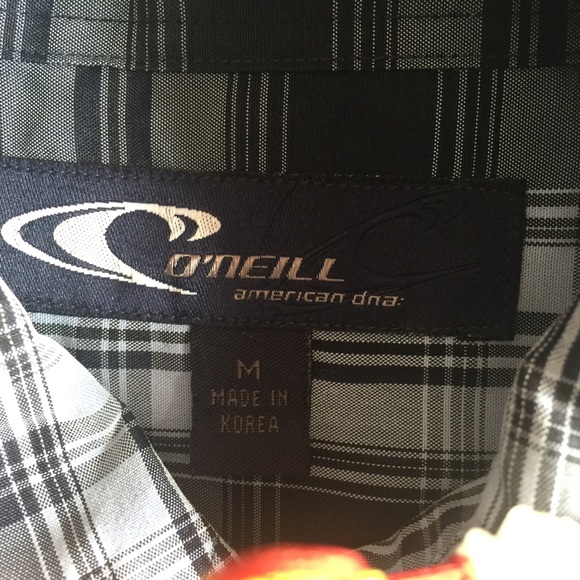 O'NEILL
american dna:
M
MADE IN
KOREA